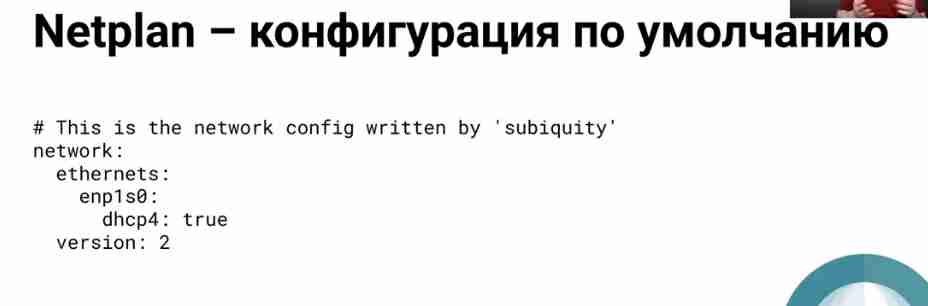 Netplan – конфигурация по умолчанию
# This is the network config written by 'subiquity'
network:
  ethernets:
    enp1s0:
      dhcp4: true
  version: 2